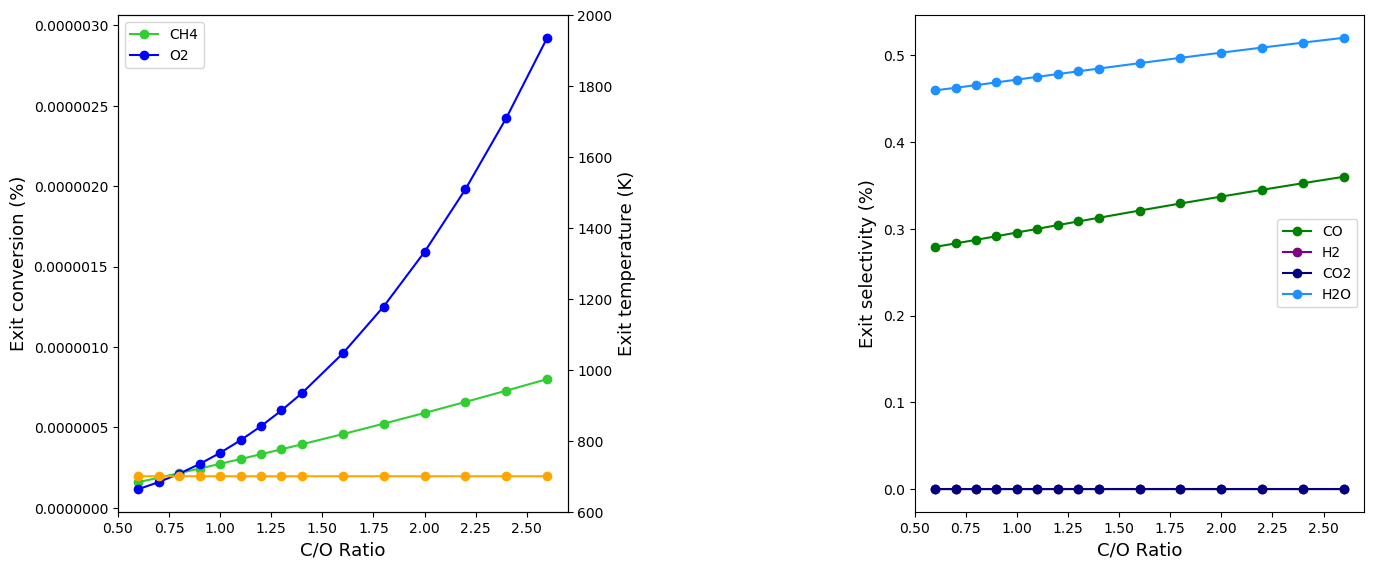 Exit conversion (%)
0.0000030
0.0000025
0.0000020
0.0000015
0.0000010
0.0000005
0.0000000
CH4
O2
2000
1800
1600
1400
1200
1000
800
600
Exit temperature (K)
0.50 0.75 1.00 1.25 1.50 1.75 2.00 2.25 2.50
C/O Ratio
Exit selectivity (%)
0.5
0.4
0.3
0.2
0.1
0.0
CO
H2
CO2
H2O
0.50 0.75 1.00 1.25 1.50 1.75 2.00 2.25 2.50
C/O Ratio